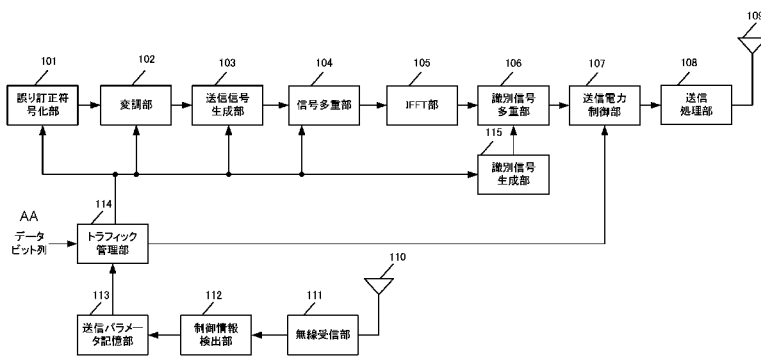 109
101
102
103
104
105
106
107
108
誤り訂正符
号化部
変調部
送信信号
生成部
信号多重部
IFFT部
識別信号
多重部
送信電力
制御部
送信
処理部
115
識別信号
生成部
AA
データ
ビット列
114
トラフィック
管理部
110
113
112
111
送信パラメー
タ記憶部
制御情報
検出部
無線受信部